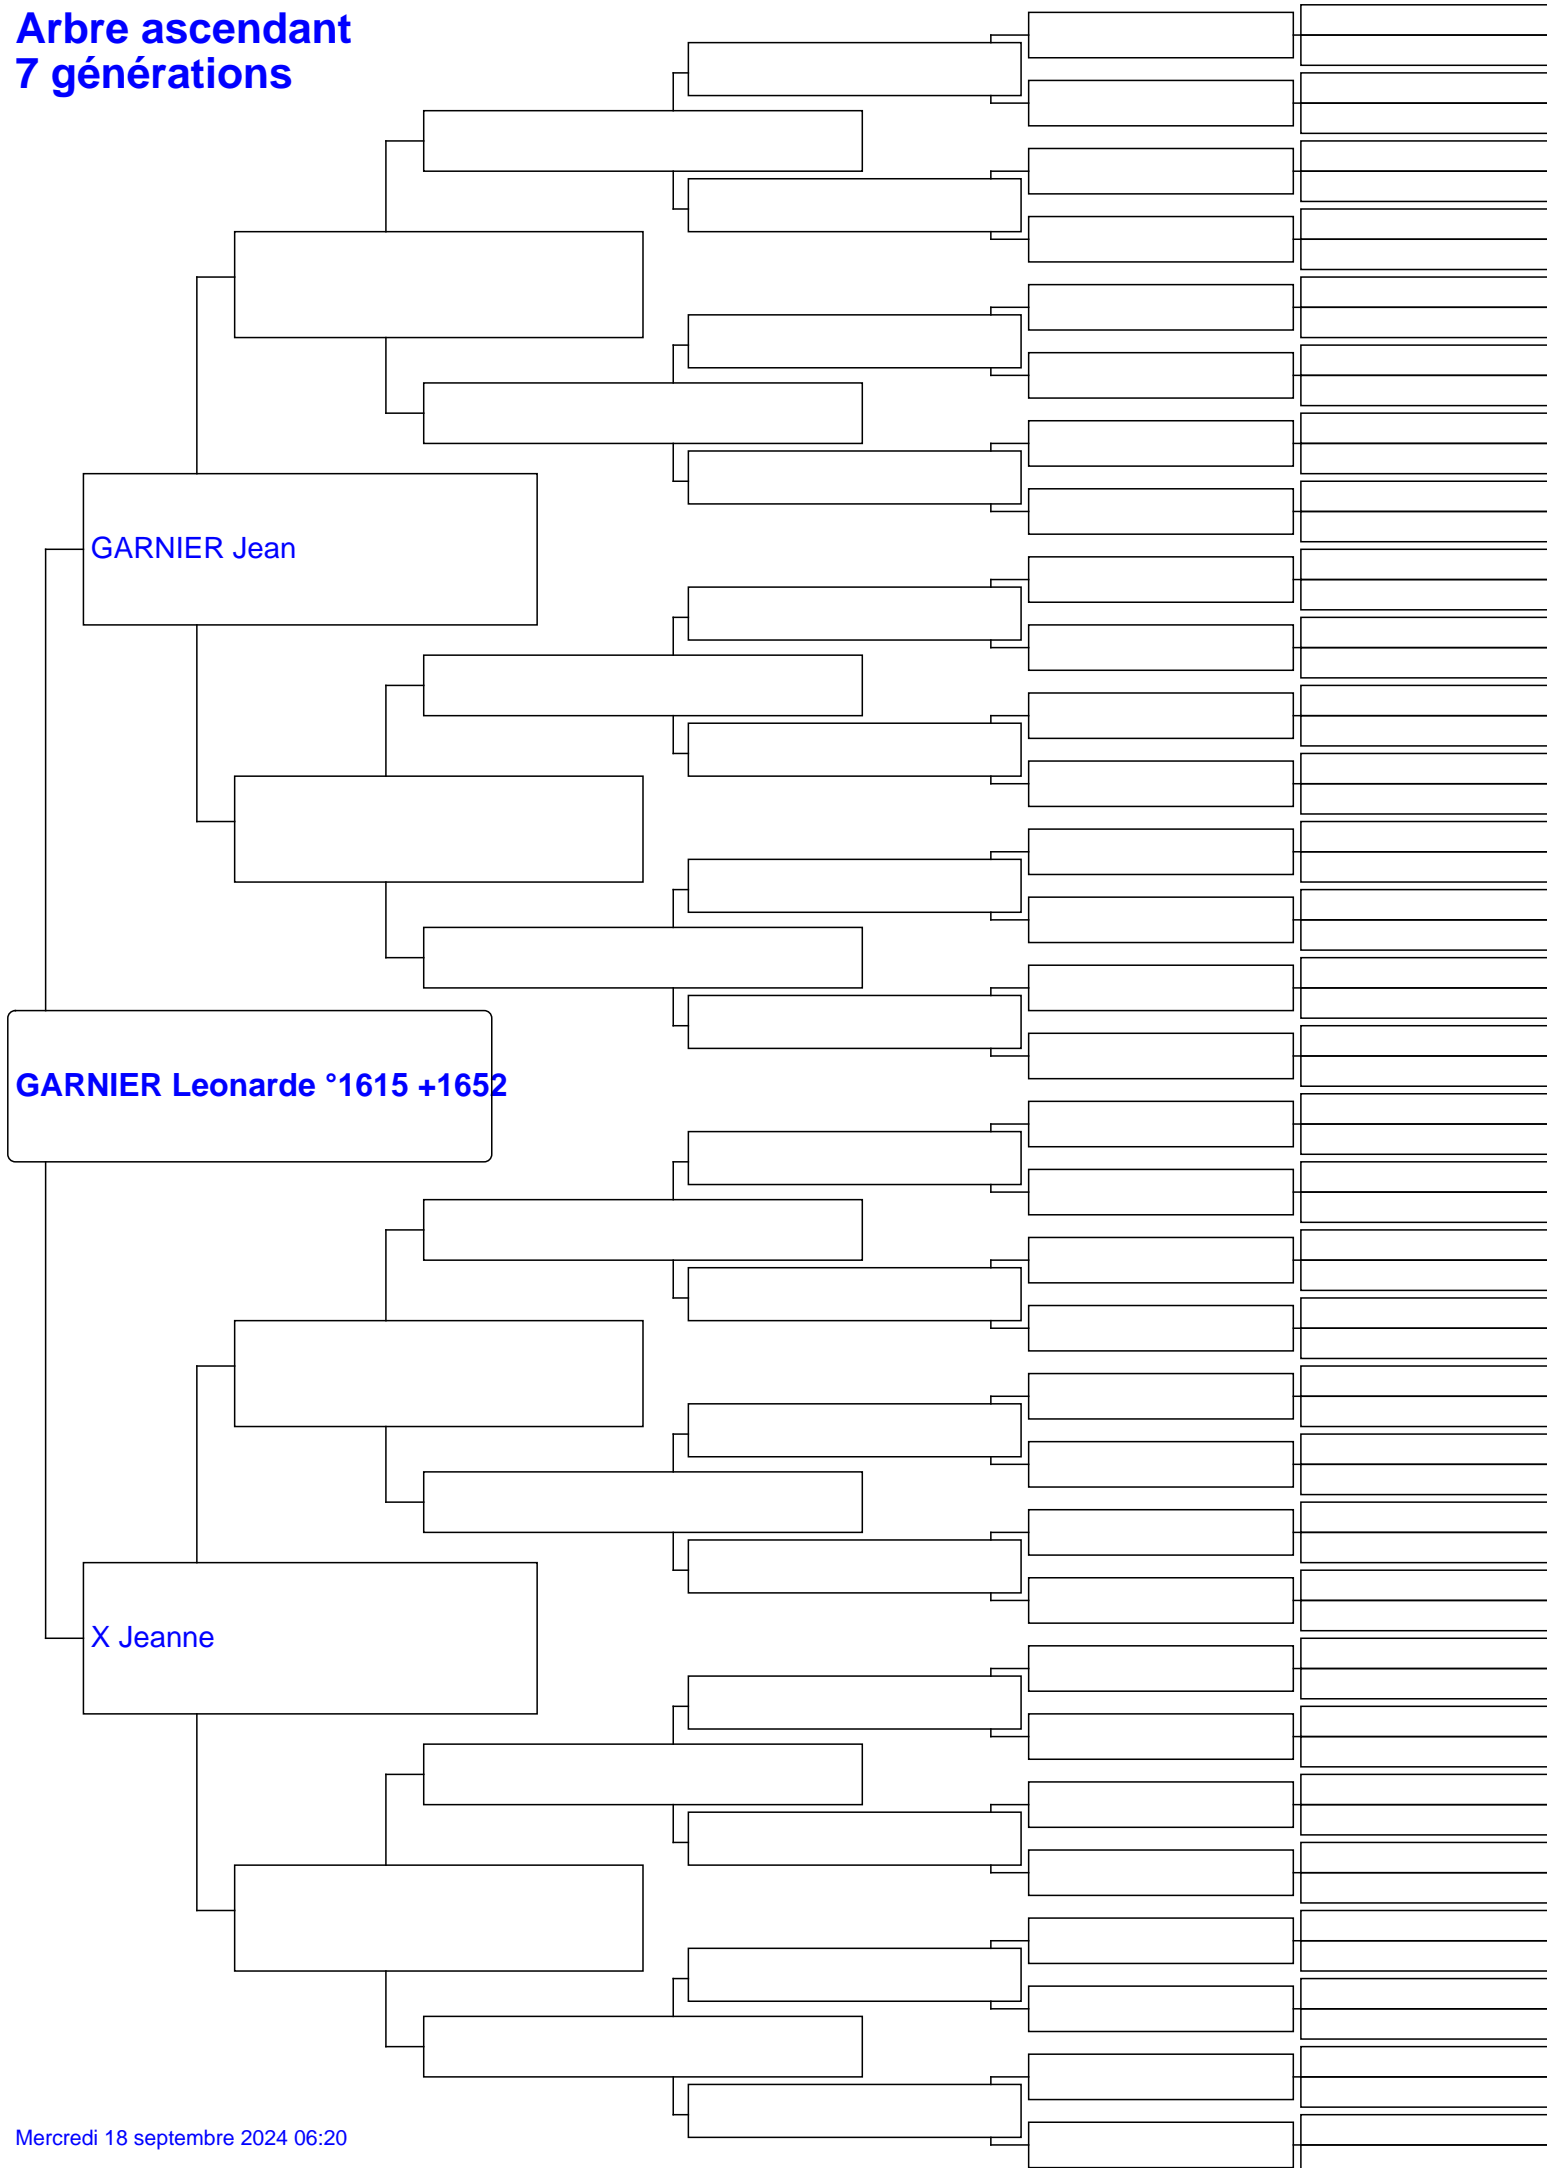 Arbre ascendant
7 générations
GARNIER Jean
GARNIER Leonarde °1615 +1652
X Jeanne
Mercredi 18 septembre 2024 06:20